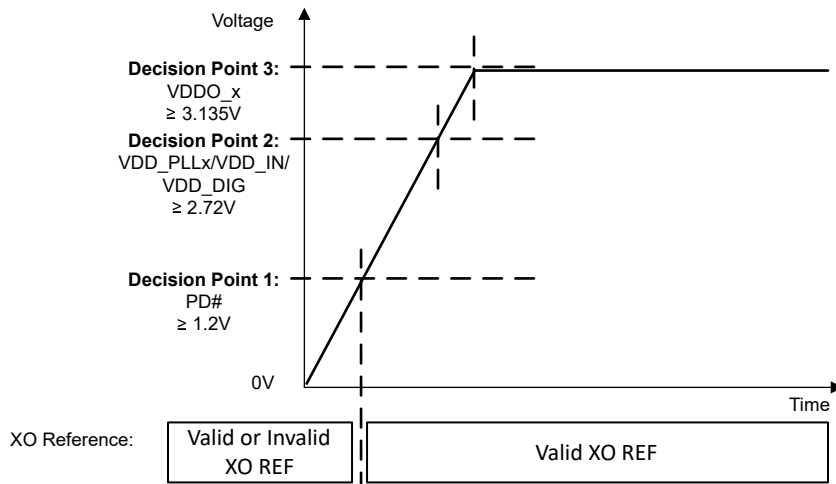 Voltage
Decision Point 3:
VDDO_x
≥ 3.135V
Decision Point 2:
VDD_PLLx/VDD_IN/
VDD_DIG
≥ 2.72V
Decision Point 1:
PD#
≥ 1.2V
0V
Time
XO Reference:
Valid or Invalid
XO REF
Valid XO REF